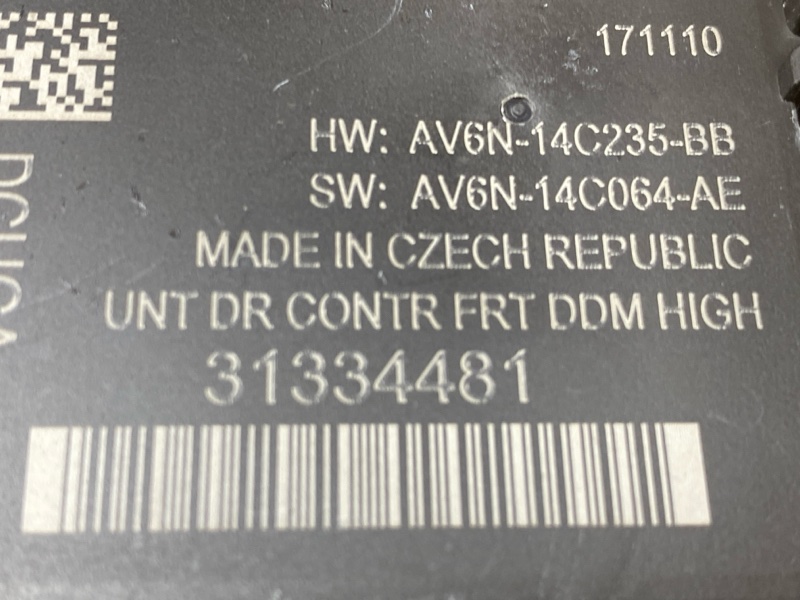 171110
HW: AV6N-14C235-BB
SW: AV6N-14C064-AE
MADE IN CZECH REPUBLIC
UNT DR CONTR FRT DDM HIGH
31334481